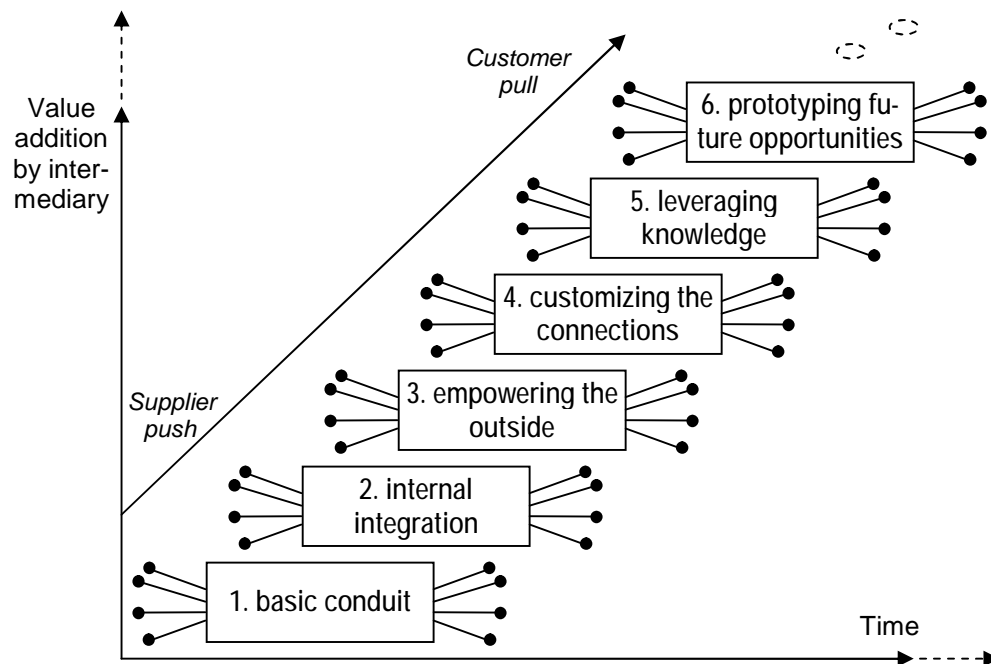 Customer
pull
Value
addition
by inter-
mediary
6. prototyping fu-
ture opportunities
5. leveraging
knowledge
4. customizing the
connections
3. empowering the
outside
Supplier
push
2. internal
integration
1. basic conduit
Time